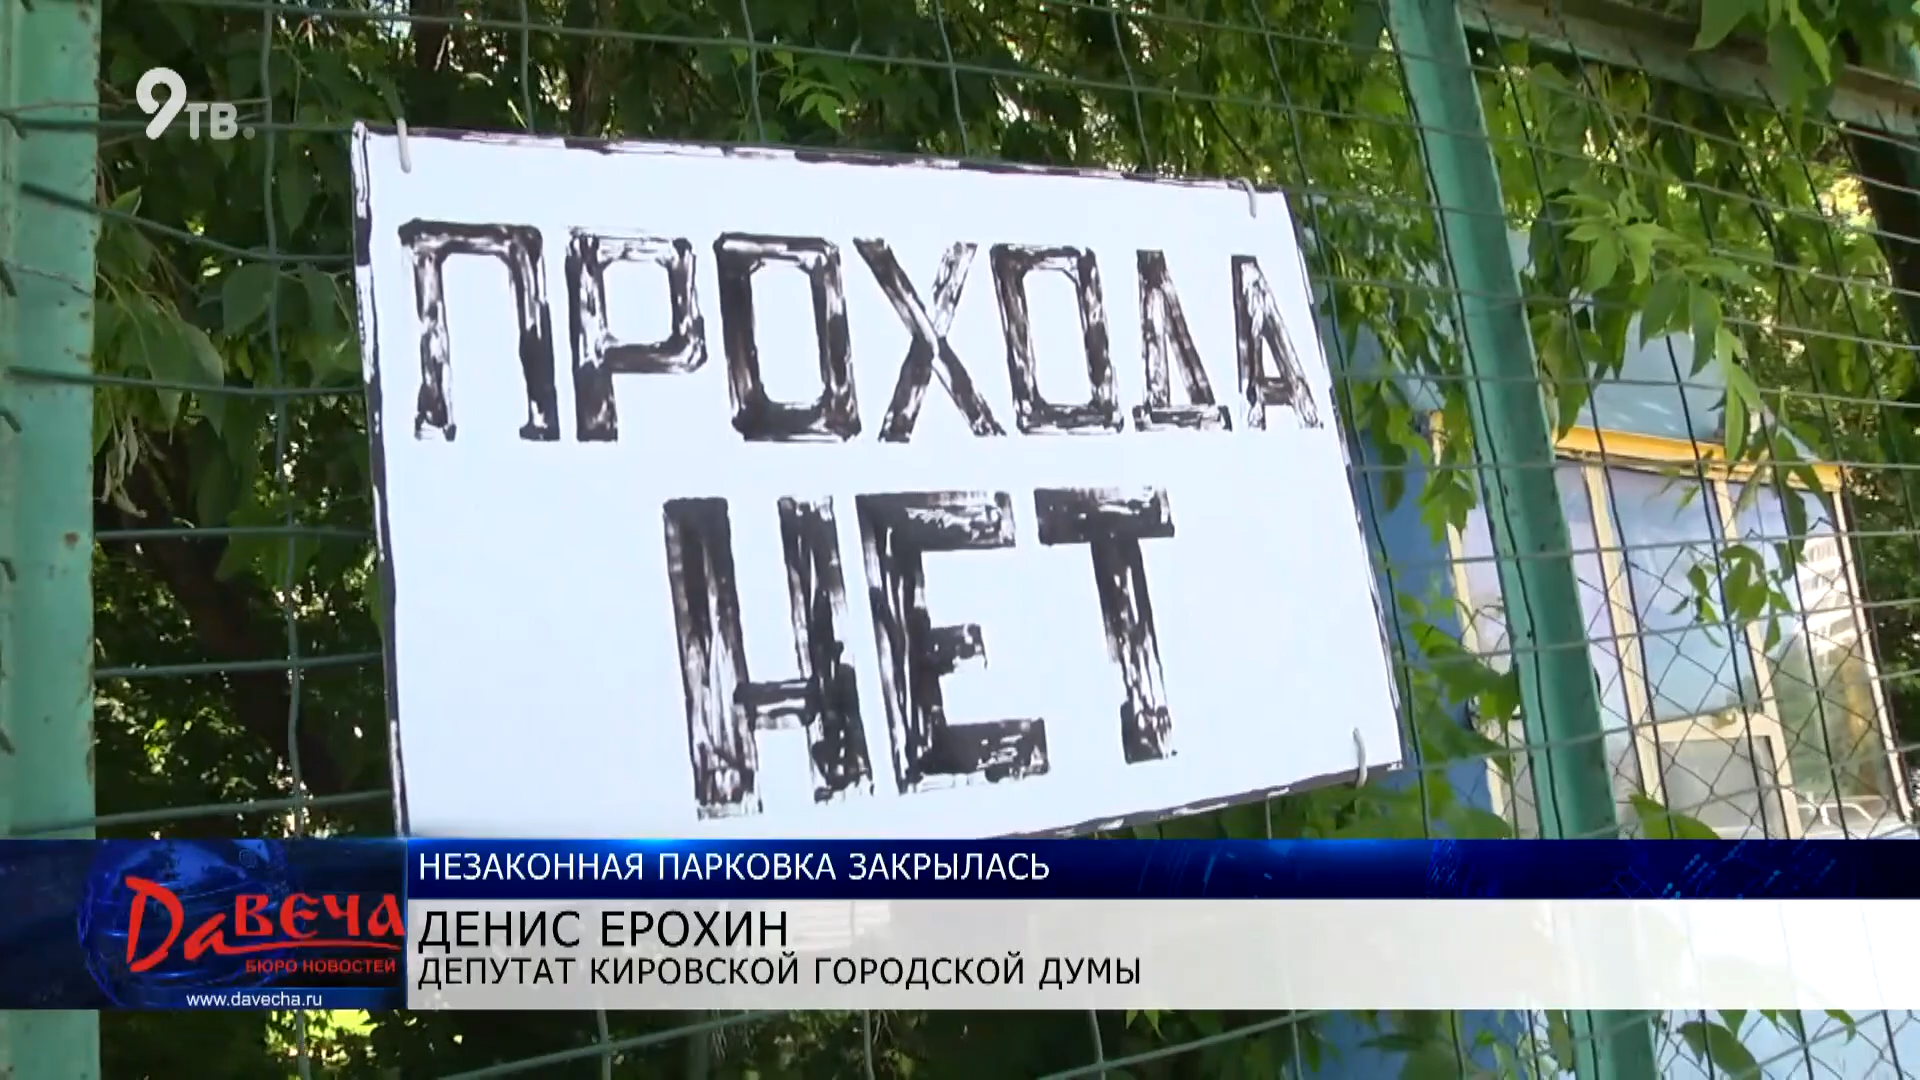 9ТВ.
ПРОХОДА
НЕТ
НЕЗАКОННАЯ ПАРКОВКА ЗАКРЫЛАСЬ
ДаВЕЧА
БЮРО НОВОСТЕЙ
www.davecha.ru
ДЕНИС ЕРОХИН
ДЕПУТАТ КИРОВСКОЙ ГОРОДСКОЙ ДУМЫ